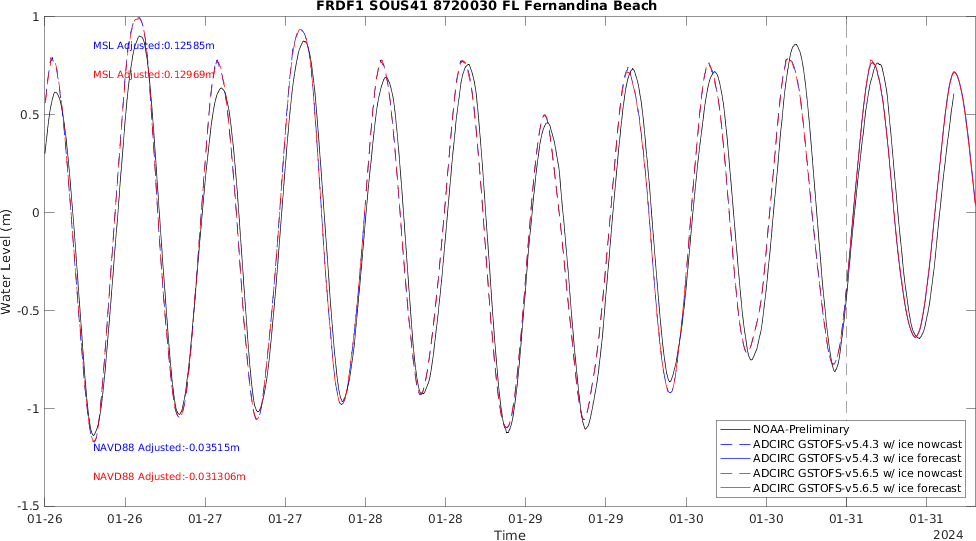 FRDF1 SOUS41 8720030 FL Fernandina Beach
MSL Adjusted:0.12585m
MSL Adjusted:0.12969m
NAVD88 Adjusted:-0.03515m
NAVD88 Adjusted:-0.031306m
Water Level (m)
1
0.5
0
-0.5
-1
-1.5
NOAA-Preliminary
ADCIRC GSTOFS-v5.4.3 w/ ice nowcast
ADCIRC GSTOFS-v5.4.3 w/ ice forecast
ADCIRC GSTOFS-v5.6.5 w/ ice nowcast
ADCIRC GSTOFS-v5.6.5 w/ ice forecast
01-26 01-26 01-27 01-27 01-28 01-28 01-29 01-29 01-30 01-30 01-31 01-31
2024
Time